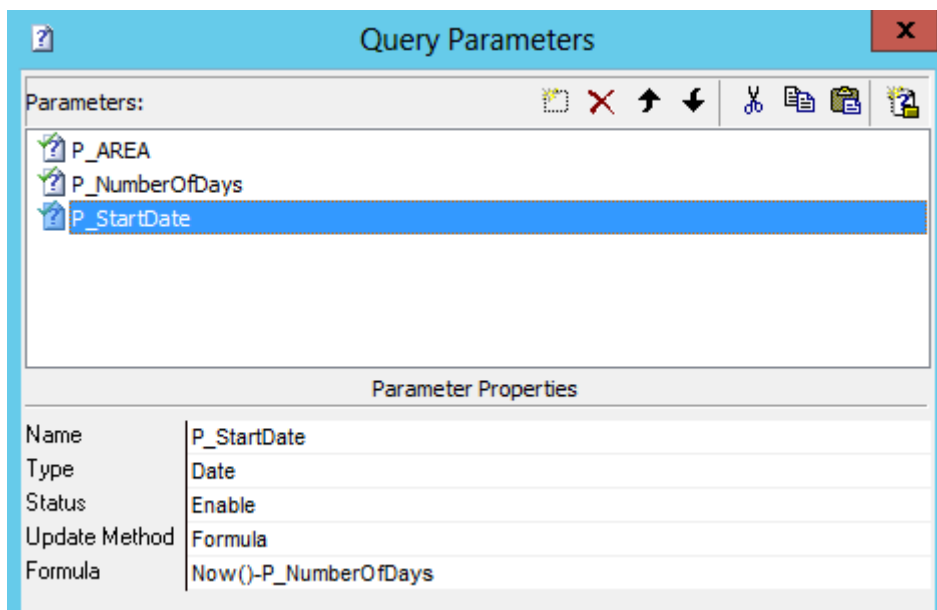 Query Parameters
Parameters:
P_AREA
P_NumberOfDays
P_StartDate
Parameter Properties
Name P_StartDate
Type Date
Status Enable
Update Method Formula
Formula Now()-P_NumberOfDays